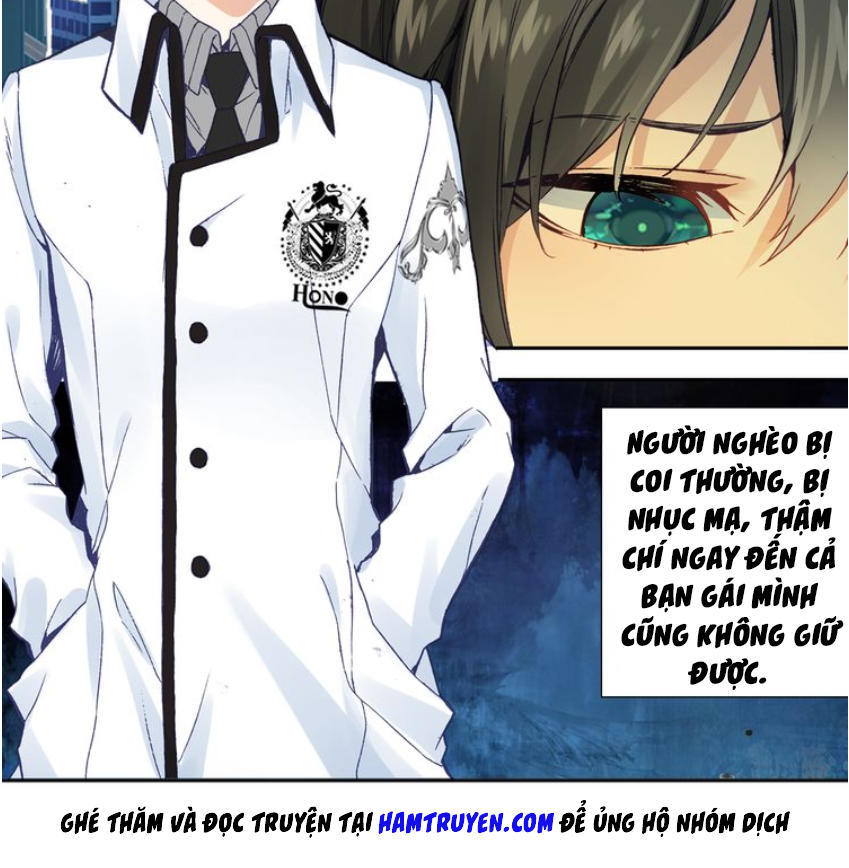 HONO
NGƯỜI NGHÈO BỊ
COI THƯỜNG, BỊ
NHỤC MẠ, THẬM
CHÍ NGAY ĐẾN CẢ
BẠN GÁI MÌNH
CŨNG KHÔNG GIỮ
ĐƯỢC.
GHÉ THĂM VÀ ĐỌC TRUYỆN TẠI HAMTRUYEN.COM ĐỂ ỦNG HỘ NHÓM DỊCH